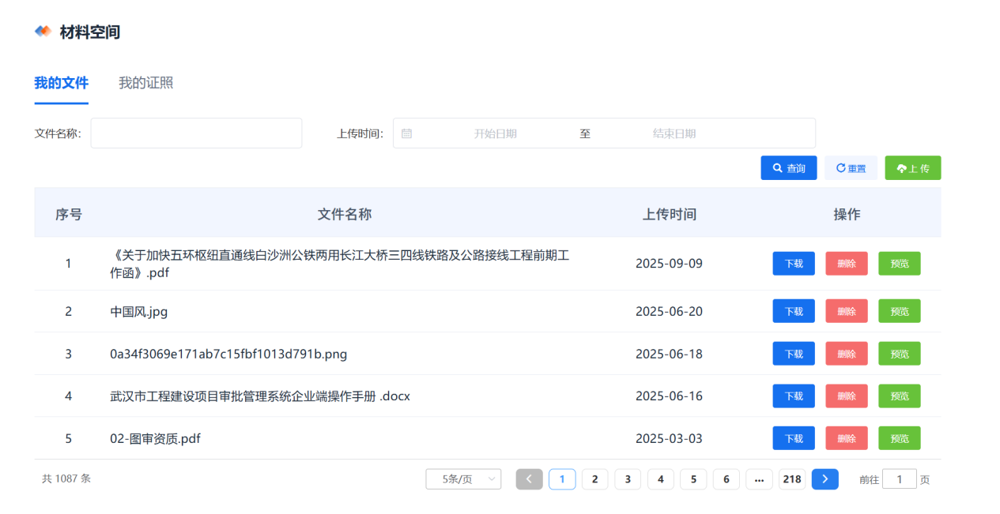 材料空间
我的文件 我的证照
文件名称: 上传时间: 开始日期 至 结束日期
查询 重置 上 传
序号 文件名称 上传时间 操作
1 《关于加快五环枢纽直通线白沙洲公铁两用长江大桥三四线铁路及公路接线工程前期工
作函》.pdf 2025-09-09 下载 删除 预览
2 中国风.jpg 2025-06-20 下载 删除 预览
3 0a34f3069e171ab7c15fbf1013d791b.png 2025-06-18 下载 删除 预览
4 武汉市工程建设项目审批管理系统企业端操作手册 .docx 2025-06-16 下载 删除 预览
5 02-图审资质.pdf 2025-03-03 下载 删除 预览
共 1087 条 5条/页 1 2 3 4 5 6 ... 218 前往 1 页